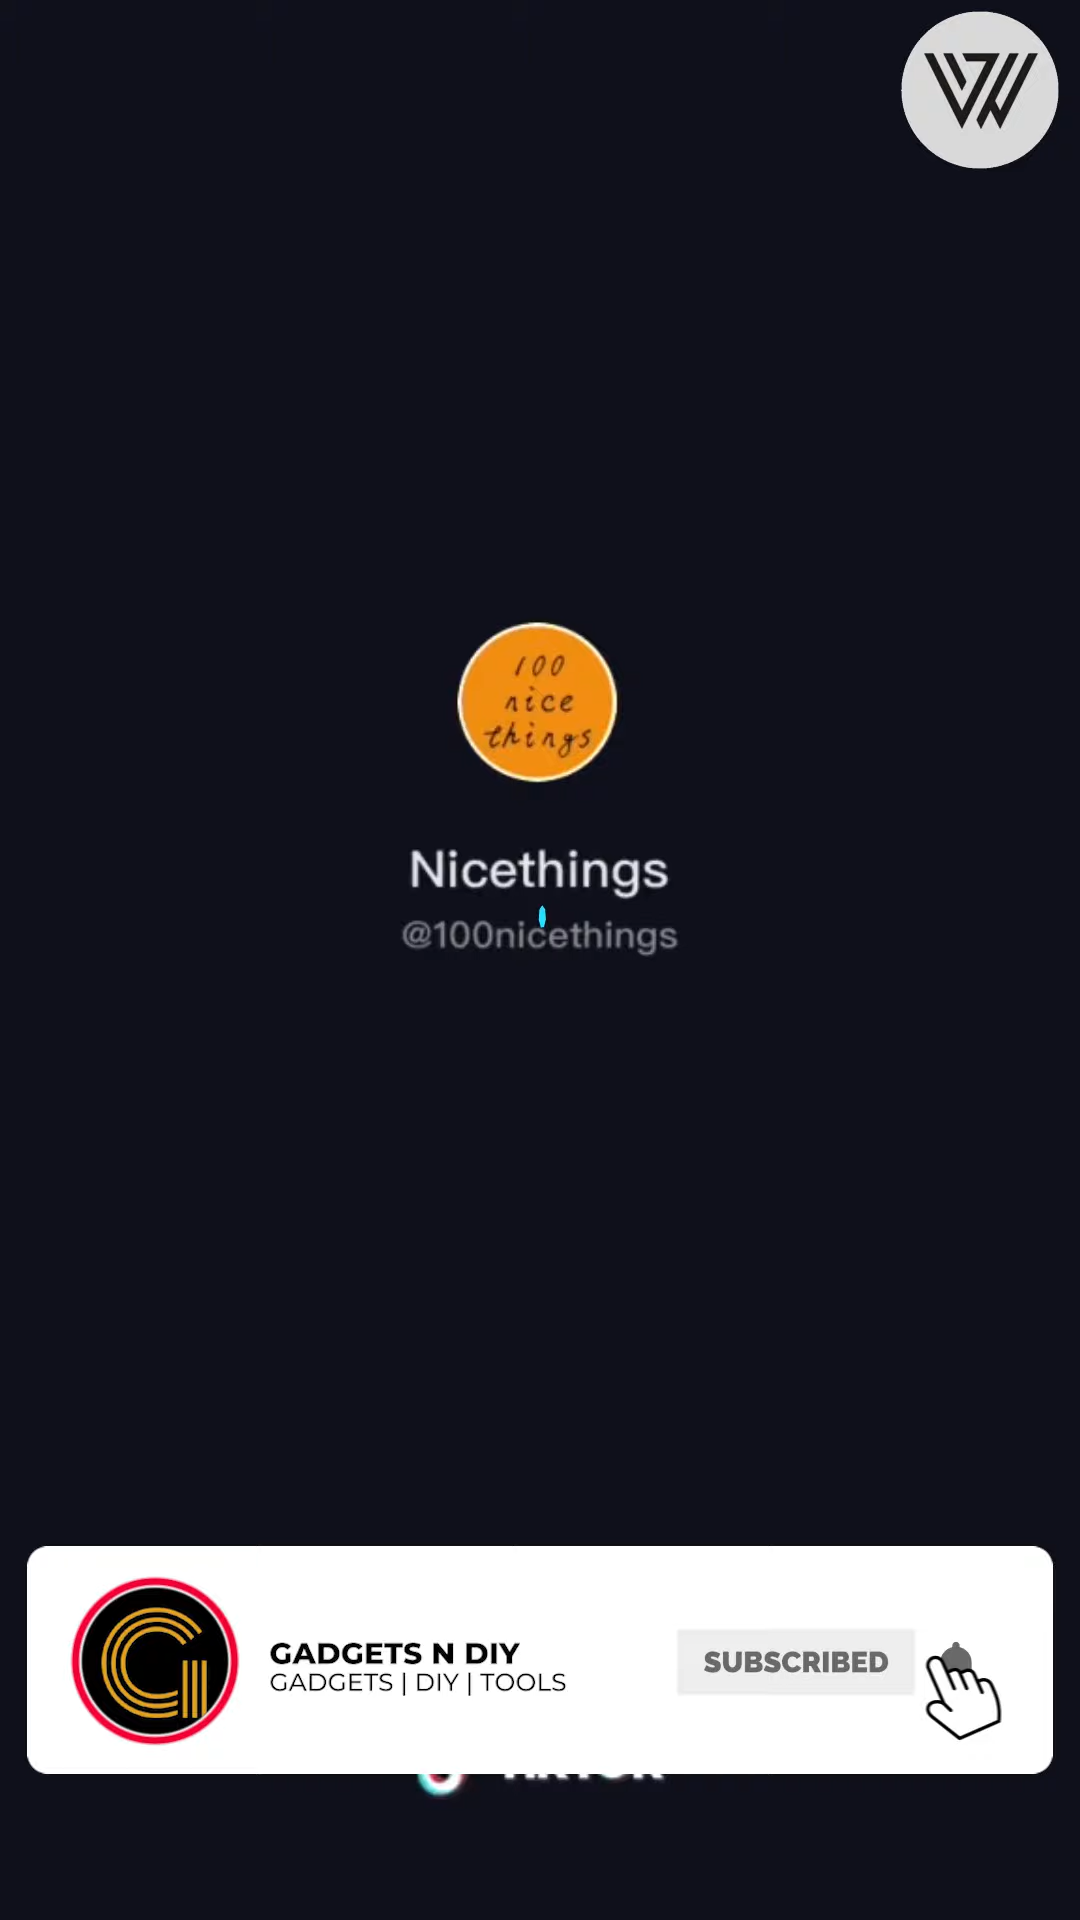 100
nice
things
Nicethings
@100nicethings
GADGETS N DIY
GADGETS | DIY | TOOLS
SUBSCRIBED